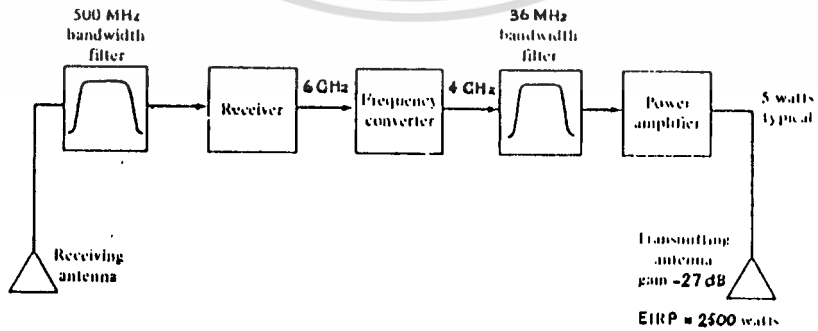 500 MHz
bandwidth
filter
36 MHz
bandwidth
filter
Receiver
6 GHz
Frequency
converter
4 GHz
Power
amplifier
5 watts
typical
Receiving
antenna
Transmitting
antenna
gain -27 dB
EIRP = 2500 watts